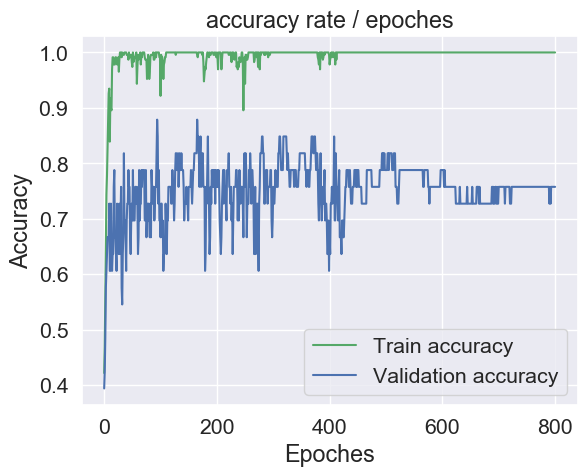 accuracy rate / epoches
1.0
0.9
0.8
0.7
0.6
0.5
0.4
Accuracy
Train accuracy
Validation accuracy
0
200
400
600
800
Epoches